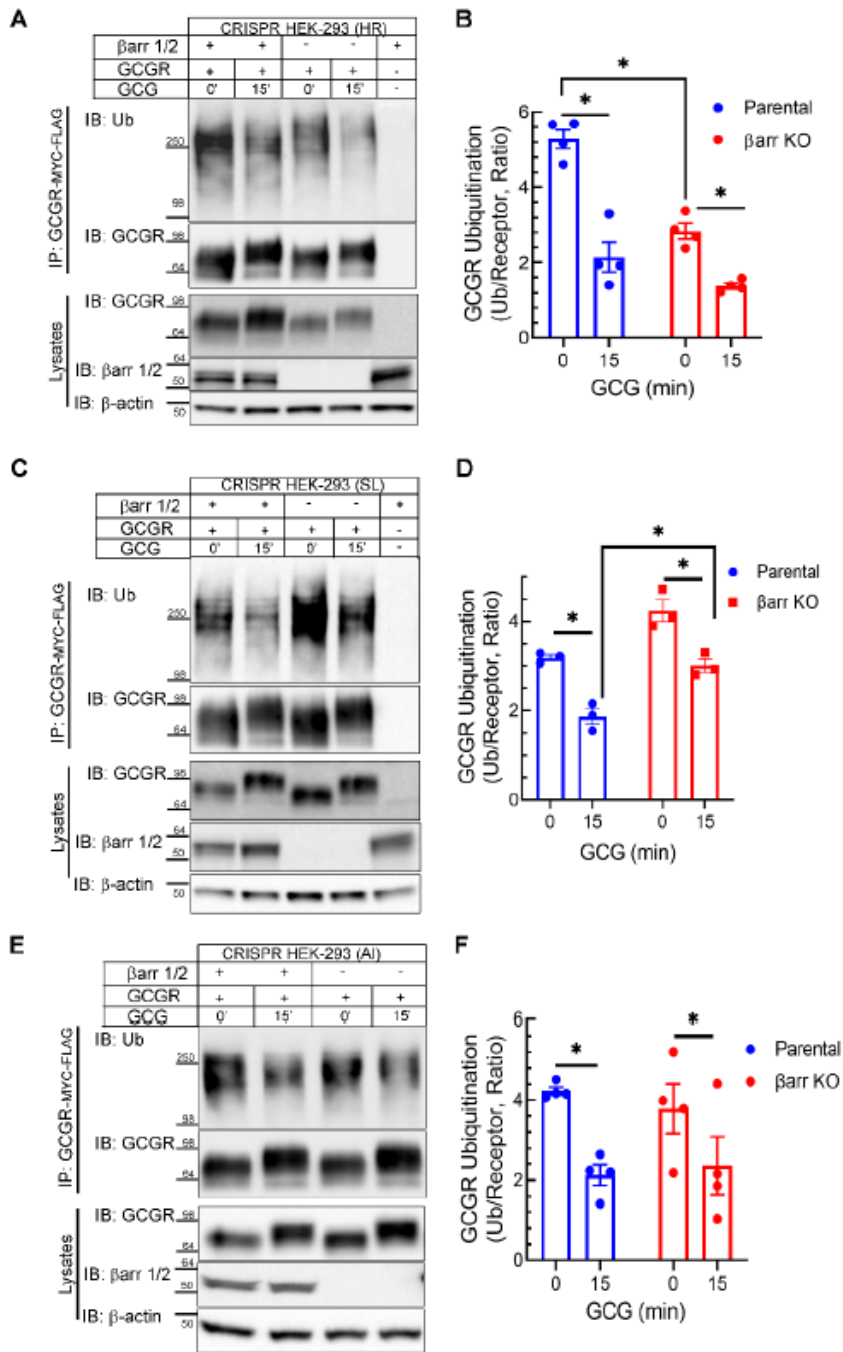 A
CRISPR HEK-293 (HR)
βarr 1/2 + + - - +
GCGR + + + + -
GCG 0' 15' 0' 15' -
IP: GCGR-MYC-FLAG
IB: Ub
250
98
IB: GCGR
98
64
Lysates
IB: GCGR
98
64
IB: βarr 1/2
64
50
IB: β-actin
50
B
GCGR Ubiquitination
(Ub/Receptor, Ratio)
6
4
2
0
* * *
Parental
βarr KO
0 15 0 15
GCG (min)
C
CRISPR HEK-293 (SL)
βarr 1/2 + + - - +
GCGR + + + + -
GCG 0' 15' 0' 15' -
IP: GCGR-MYC-FLAG
IB: Ub
250
98
IB: GCGR
98
64
Lysates
IB: GCGR
98
64
IB: βarr 1/2
64
50
IB: β-actin
50
D
GCGR Ubiquitination
(Ub/Receptor, Ratio)
4
2
0
* * *
Parental
βarr KO
0 15 0 15
GCG (min)
E
CRISPR HEK-293 (AI)
βarr 1/2 + + - -
GCGR + + + +
GCG 0' 15' 0' 15'
IP: GCGR-MYC-FLAG
IB: Ub
250
98
IB: GCGR
98
64
Lysates
IB: GCGR
98
64
IB: βarr 1/2
64
50
IB: β-actin
50
F
GCGR Ubiquitination
(Ub/Receptor, Ratio)
6
4
2
0
* *
Parental
βarr KO
0 15 0 15
GCG (min)